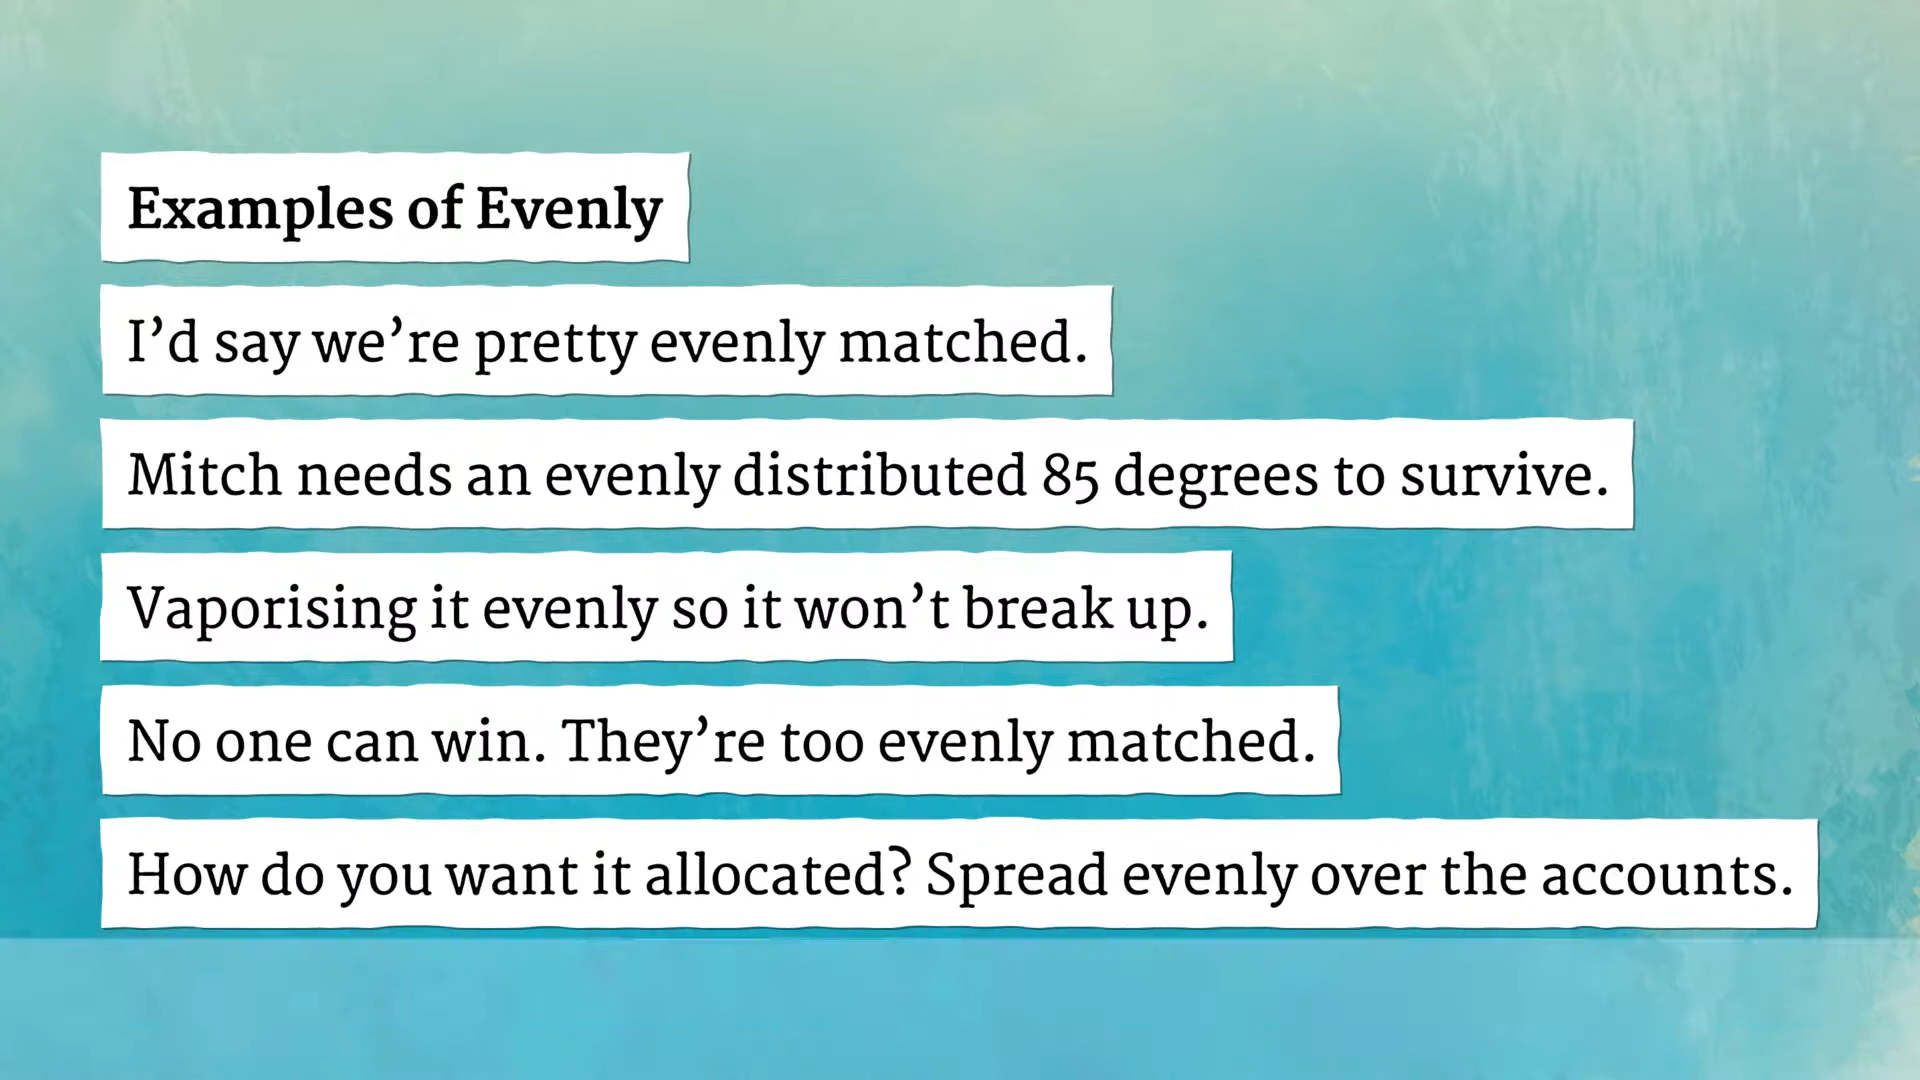 Examples of Evenly
I’d say we’re pretty evenly matched.
Mitch needs an evenly distributed 85 degrees to survive.
Vaporising it evenly so it won’t break up.
No one can win. They’re too evenly matched.
How do you want it allocated? Spread evenly over the accounts.